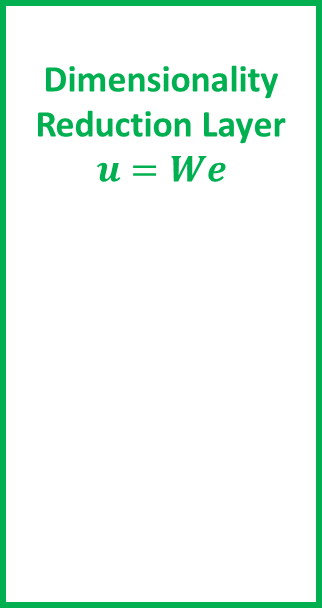 Dimensionality
Reduction Layer
u = We